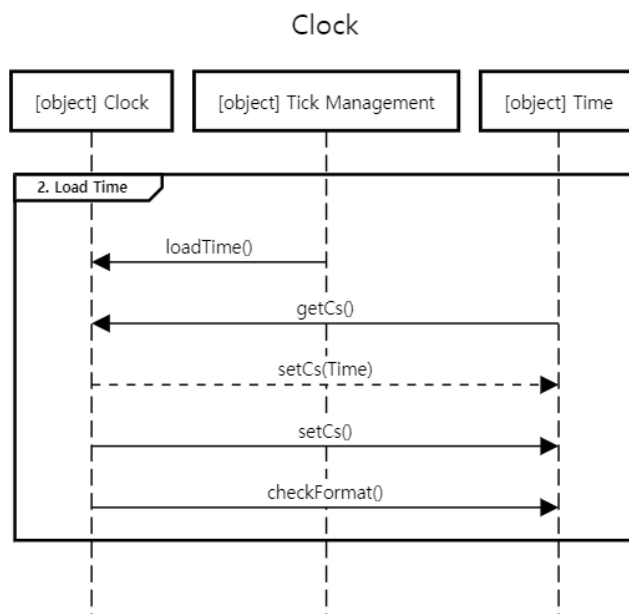 Clock
[object] Clock
[object] Tick Management
[object] Time
2. Load Time
loadTime()
getCs()
setCs(Time)
setCs()
checkFormat()